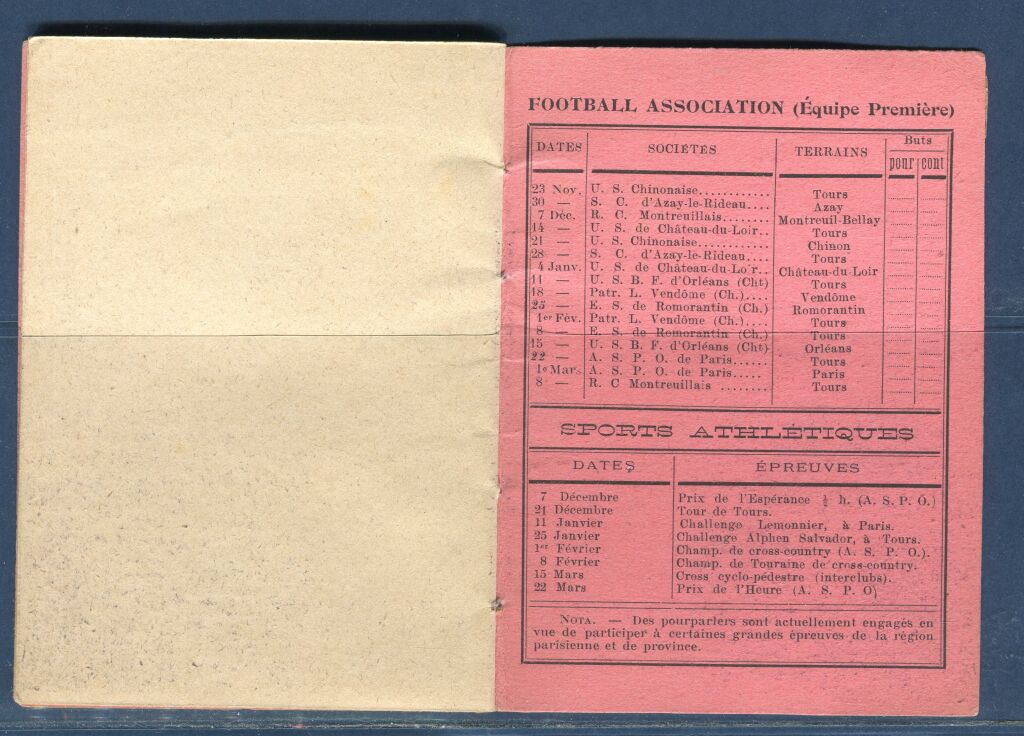 FOOTBALL ASSOCIATION (Équipe Première)
DATES SOCIÉTÉS TERRAINS Buts
pour cont
23 Nov. U. S. Chinonaise............ Tours
30 — S. C. d'Azay-le-Rideau.... Azay
7 Déc. R. C. Montreuillais........ Montreuil-Bellay
14 — U. S. de Château-du-Loir.. Tours
21 — U. S. Chinonaise............ Chinon
28 — S. C. d'Azay-le-Rideau.... Tours
4 Janv. U. S. de Château-du-Lo'r.. Château-du-Loir
11 — U. S. B. F. d'Orléans (Cht) Tours
18 — Patr. L. Vendôme (Ch.).... Vendôme
25 — E. S. de Romorantin (Ch.) Romorantin
1er Fév. Patr. L. Vendôme (Ch.).... Tours
8 — E. S. de Romorantin (Ch.) Tours
15 — U. S. B. F. d'Orléans (Cht) Orléans
22 — A. S. P. O. de Paris...... Tours
1e Mars A. S. P. O. de Paris..... Paris
8 — R. C Montreuillais ........ Tours
SPORTS ATHLÉTIQUES
DATES ÉPREUVES
7 Décembre Prix de l'Espérance ½ h. (A. S. P. O.)
21 Décembre Tour de Tours.
11 Janvier Challenge Lemonnier, à Paris.
25 Janvier Challenge Alphen Salvador, à Tours.
1er Février Champ. de cross-country (A. S. P. O.).
8 Février Champ. de Touraine de cross-country.
15 Mars Cross cyclo-pédestre (interclubs).
22 Mars Prix de l'Heure (A. S. P. O)
NOTA. — Des pourparlers sont actuellement engagés en
vue de participer à certaines grandes épreuves de la région
parisienne et de province.